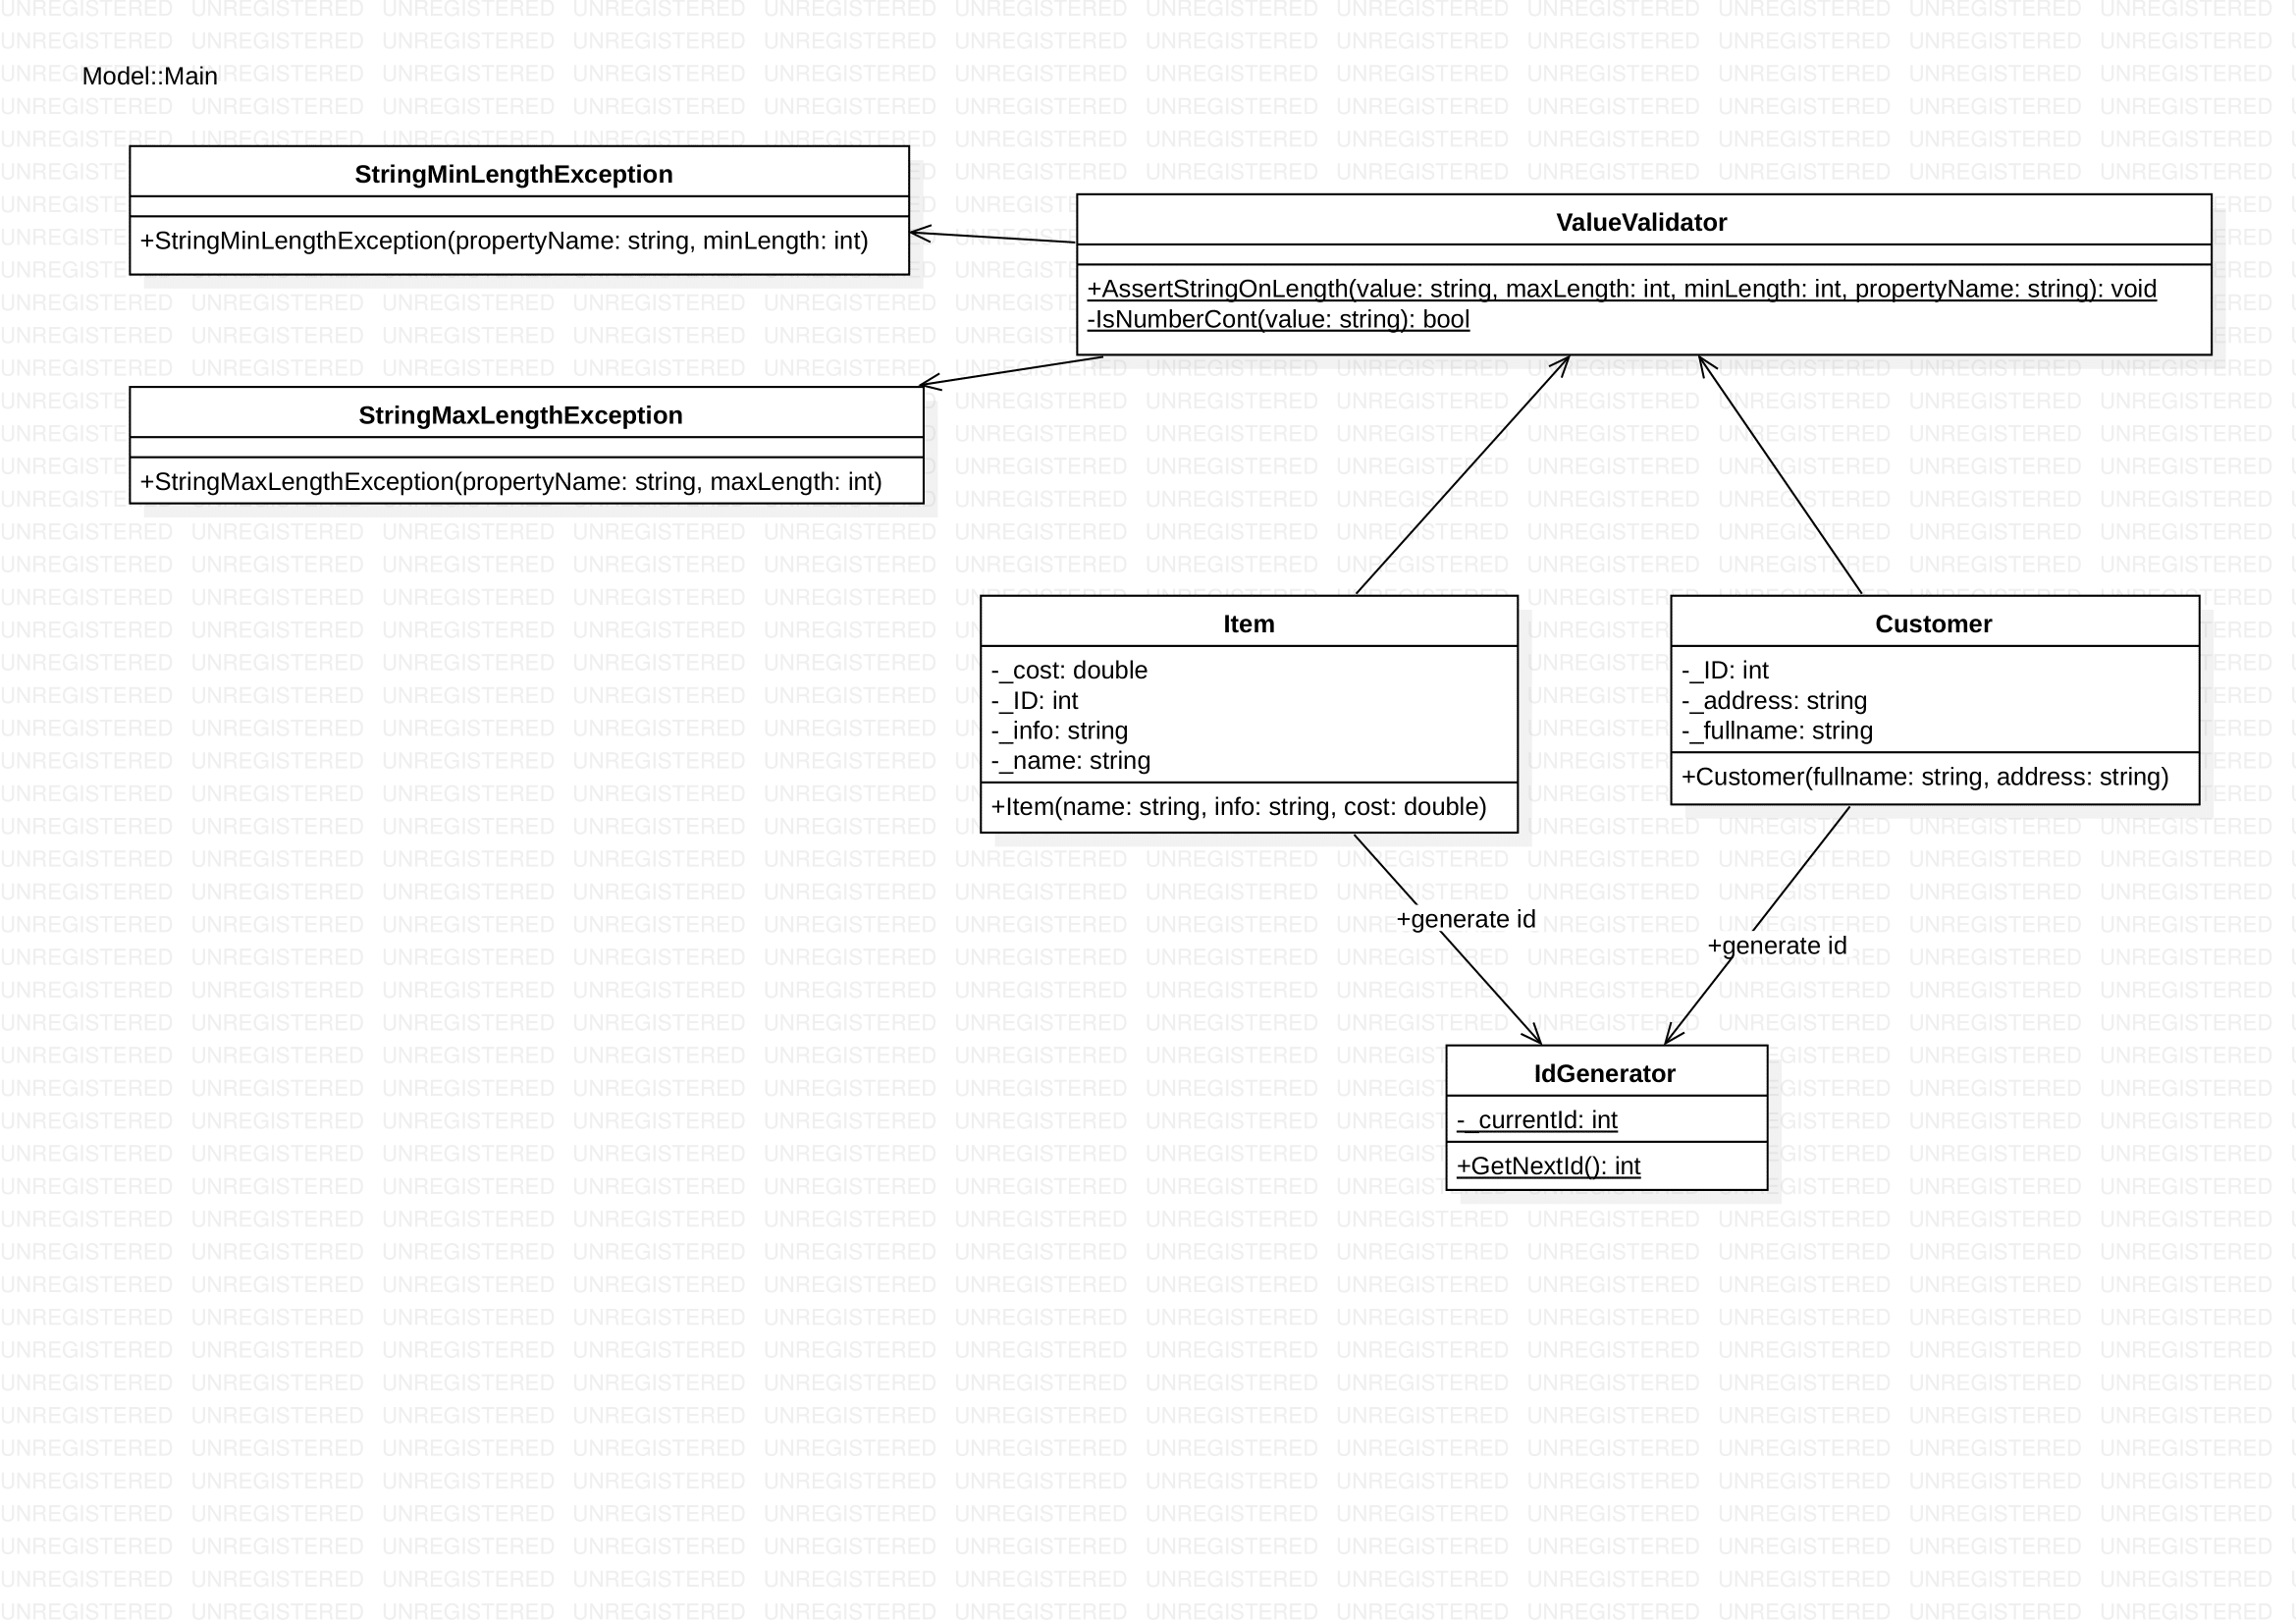 Model::Main
StringMinLengthException
+StringMinLengthException(propertyName: string, minLength: int)
ValueValidator
+AssertStringOnLength(value: string, maxLength: int, minLength: int, propertyName: string): void
-IsNumberCont(value: string): bool
StringMaxLengthException
+StringMaxLengthException(propertyName: string, maxLength: int)
Item
-_cost: double
-_ID: int
-_info: string
-_name: string
+Item(name: string, info: string, cost: double)
Customer
-_ID: int
-_address: string
-_fullname: string
+Customer(fullname: string, address: string)
+generate id
+generate id
IdGenerator
-_currentId: int
+GetNextId(): int
UNREGISTERED